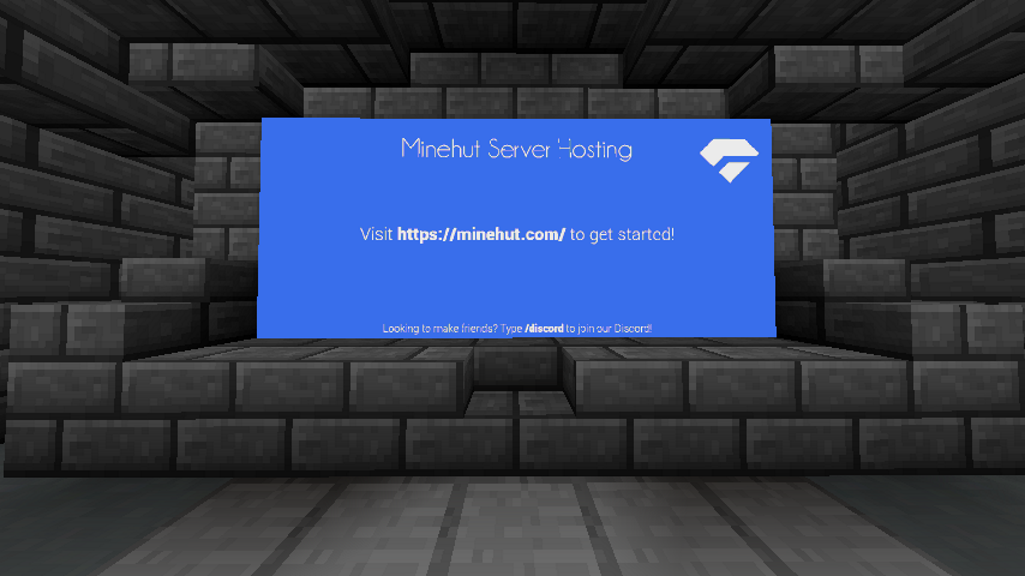 Minehut Server Hosting
Visit https://minehut.com/ to get started!
Looking to make friends? Type /discord to join our Discord!